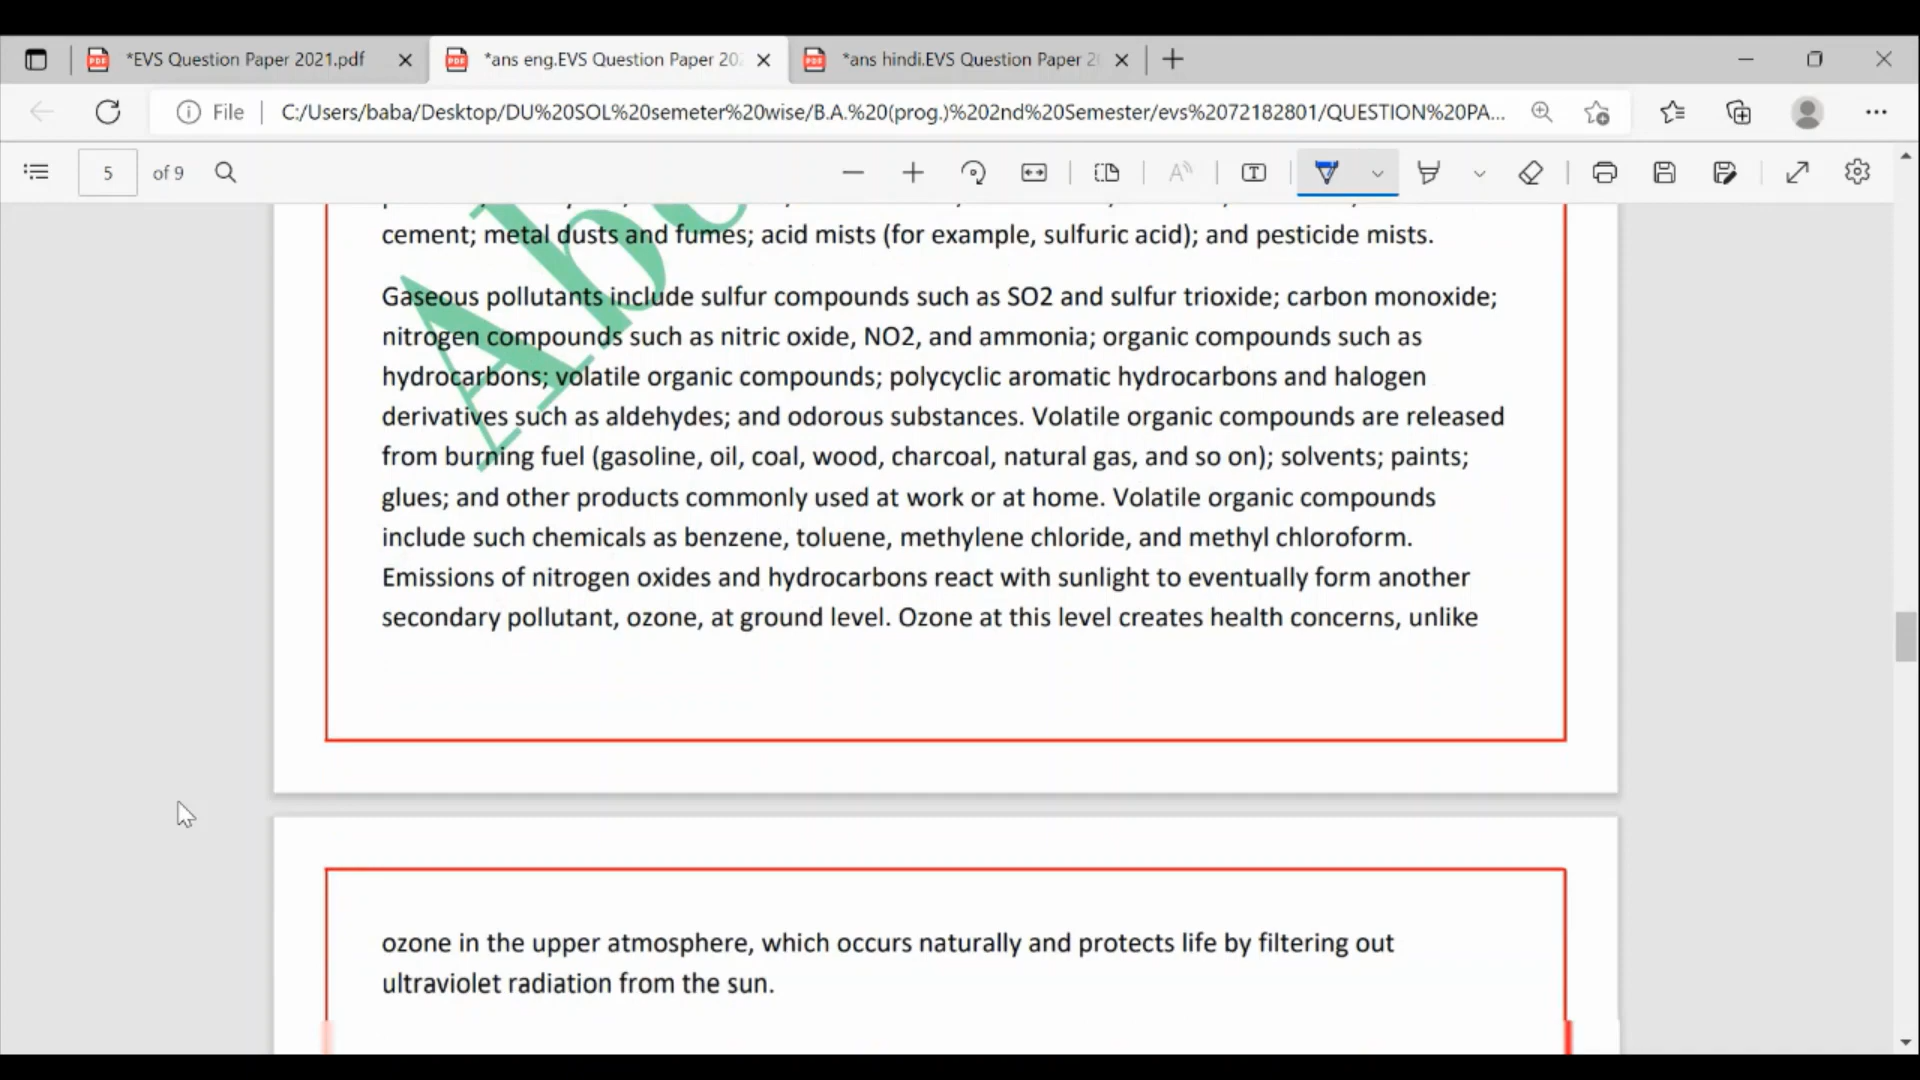 *EVS Question Paper 2021.pdf
*ans eng.EVS Question Paper 20
*ans hindi.EVS Question Paper 2
File
C:/Users/baba/Desktop/DU%20SOL%20semeter%20wise/B.A.%20(prog.)%202nd%20Semester/evs%2072182801/QUESTION%20PA...
5 of 9
cement; metal dusts and fumes; acid mists (for example, sulfuric acid); and pesticide mists.
Gaseous pollutants include sulfur compounds such as SO2 and sulfur trioxide; carbon monoxide;
nitrogen compounds such as nitric oxide, NO2, and ammonia; organic compounds such as
hydrocarbons; volatile organic compounds; polycyclic aromatic hydrocarbons and halogen
derivatives such as aldehydes; and odorous substances. Volatile organic compounds are released
from burning fuel (gasoline, oil, coal, wood, charcoal, natural gas, and so on); solvents; paints;
glues; and other products commonly used at work or at home. Volatile organic compounds
include such chemicals as benzene, toluene, methylene chloride, and methyl chloroform.
Emissions of nitrogen oxides and hydrocarbons react with sunlight to eventually form another
secondary pollutant, ozone, at ground level. Ozone at this level creates health concerns, unlike
ozone in the upper atmosphere, which occurs naturally and protects life by filtering out
ultraviolet radiation from the sun.